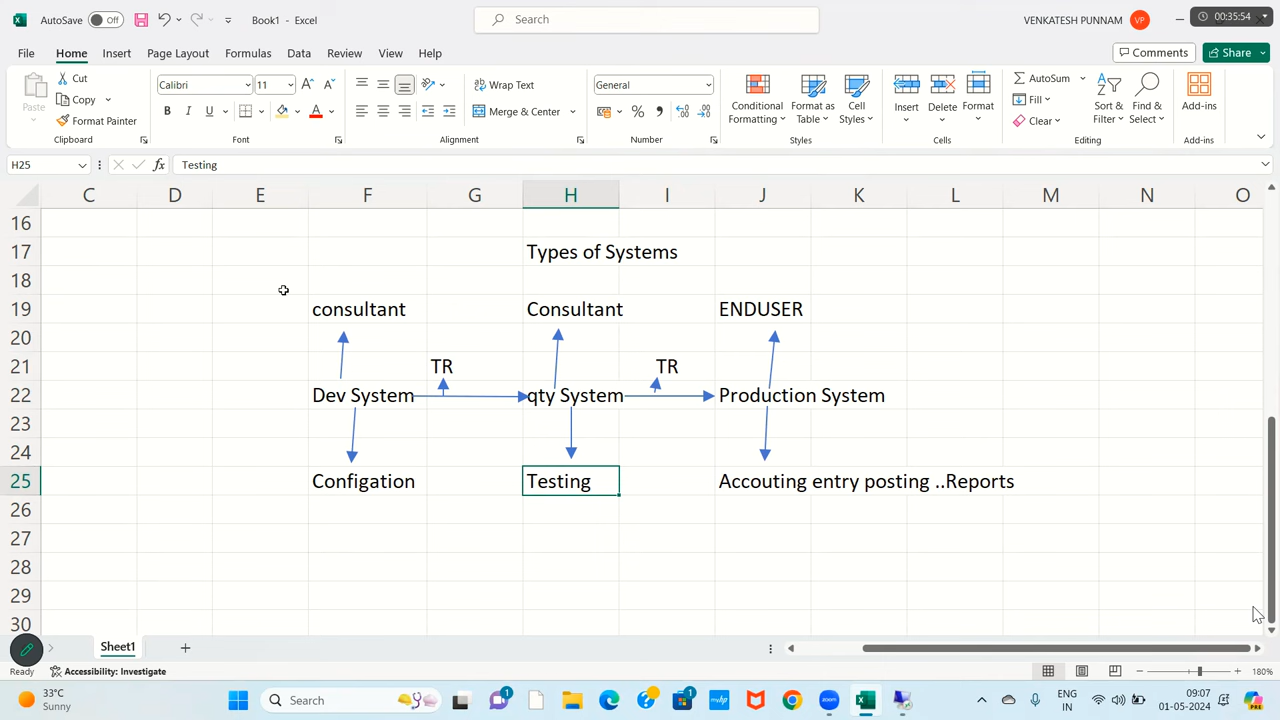 AutoSave Off Book1 - Excel Search VENKATESH PUNNAM VP 00:35:54
File Home Insert Page Layout Formulas Data Review View Help Comments Share
Paste Cut Copy Format Painter
Calibri 11
B I U
Wrap Text
Merge & Center
General
Conditional Formatting
Format as Table
Cell Styles
Insert Delete Format
AutoSum
Fill
Clear
Sort & Filter
Find & Select
Add-ins
Clipboard Font Alignment Number Styles Cells Editing Add-ins
H25 fx Testing
C D E F G H I J K L M N O
16
17 Types of Systems
18
19 consultant Consultant ENDUSER
20
21 TR TR
22 Dev System qty System Production System
23
24
25 Configation Testing Accouting entry posting ..Reports
26
27
28
29
30
Sheet1
Ready Accessibility: Investigate 180%
33°C
Sunny
Search
1
myhp
1
ENG
IN
09:07
01-05-2024
PRE